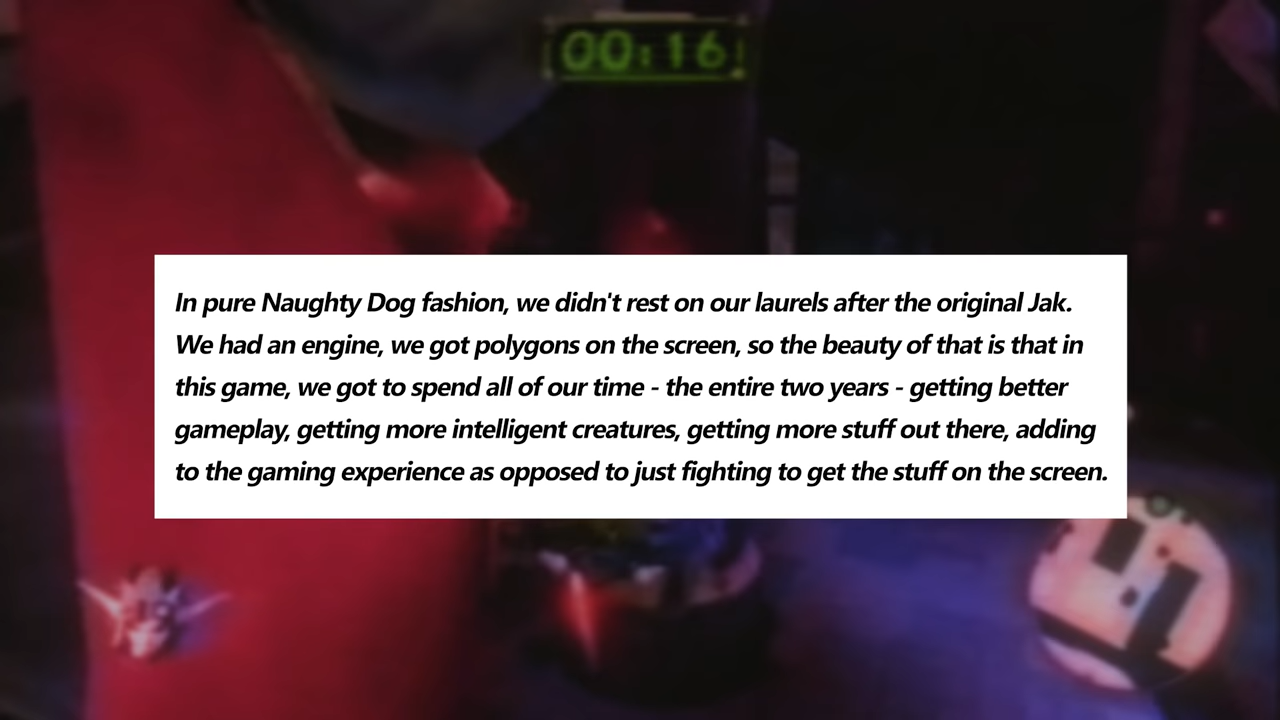 00:16
In pure Naughty Dog fashion, we didn't rest on our laurels after the original Jak.
We had an engine, we got polygons on the screen, so the beauty of that is that in
this game, we got to spend all of our time - the entire two years - getting better
gameplay, getting more intelligent creatures, getting more stuff out there, adding
to the gaming experience as opposed to just fighting to get the stuff on the screen.